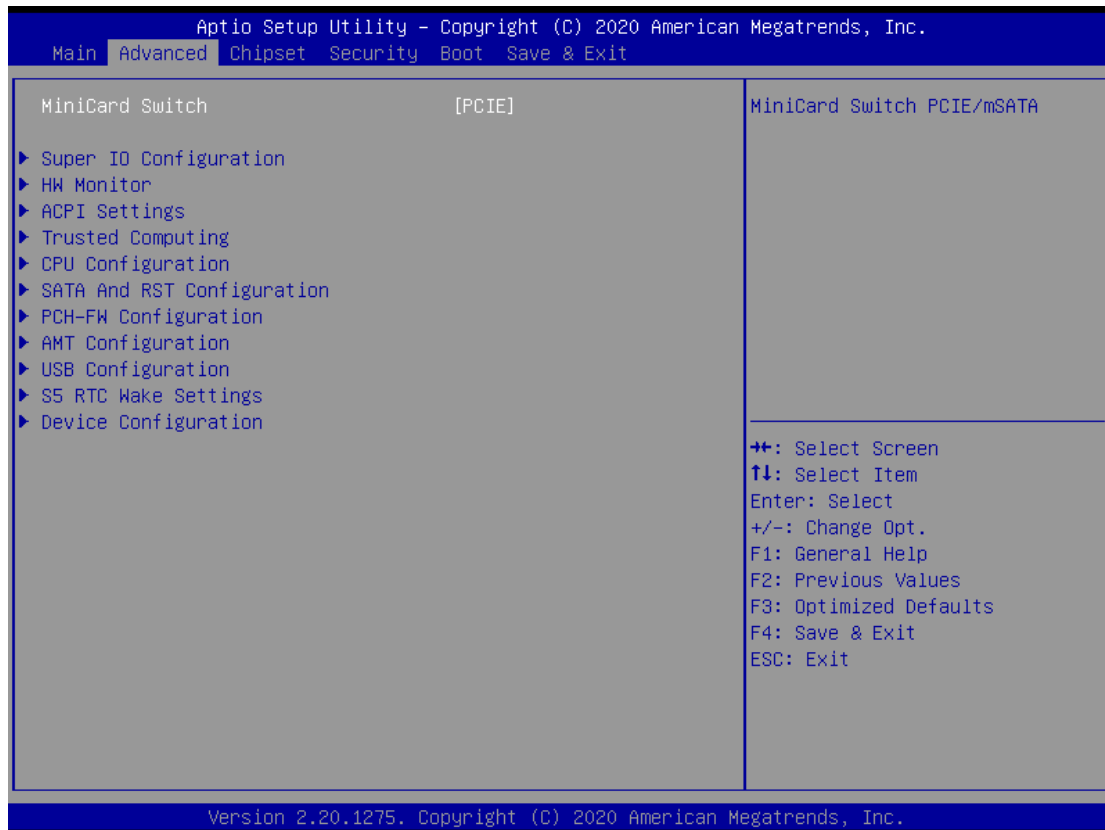 Aptio Setup Utility – Copyright (C) 2020 American Megatrends, Inc.
Main Advanced Chipset Security Boot Save & Exit
MiniCard Switch [PCIE]
▶ Super IO Configuration
▶ HW Monitor
▶ ACPI Settings
▶ Trusted Computing
▶ CPU Configuration
▶ SATA And RST Configuration
▶ PCH-FW Configuration
▶ AMT Configuration
▶ USB Configuration
▶ S5 RTC Wake Settings
▶ Device Configuration
MiniCard Switch PCIE/mSATA
→←: Select Screen
↑↓: Select Item
Enter: Select
+/-: Change Opt.
F1: General Help
F2: Previous Values
F3: Optimized Defaults
F4: Save & Exit
ESC: Exit
Version 2.20.1275. Copyright (C) 2020 American Megatrends, Inc.